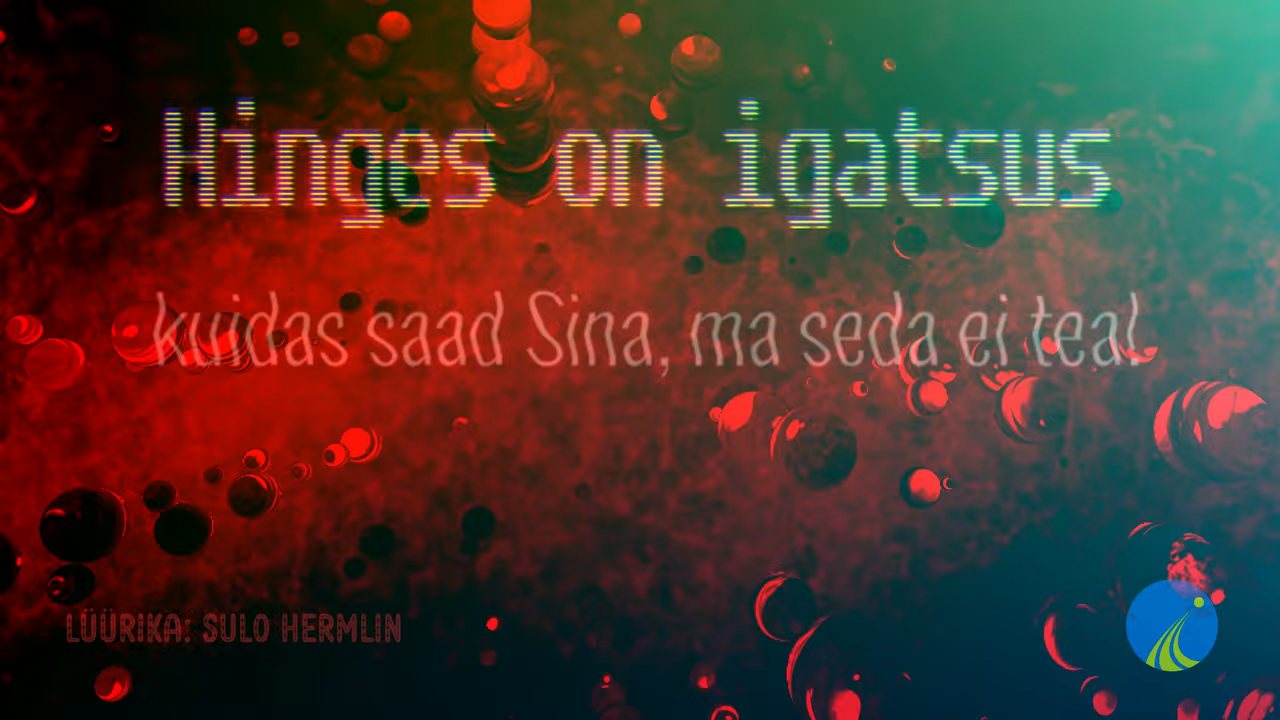 Hinges on igatsus
kuidas saad Sina, ma seda ei tea!
LÜÜRIKA: SULO HERMLIN